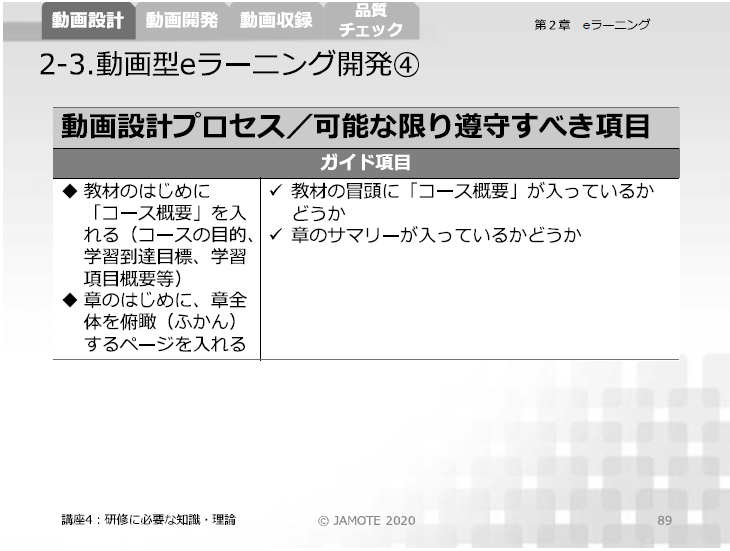 動画設計 動画開発 動画収録 品質
チェック
第2章 eラーニング
2-3.動画型eラーニング開発④
動画設計プロセス／可能な限り遵守すべき項目
ガイド項目
◆ 教材のはじめに
「コース概要」を入
れる（コースの目的、
学習到達目標、学習
項目概要等）
◆ 章のはじめに、章全
体を俯瞰（ふかん）
するページを入れる
✓ 教材の冒頭に「コース概要」が入っているか
どうか
✓ 章のサマリーが入っているかどうか
講座4：研修に必要な知識・理論
© JAMOTE 2020
89